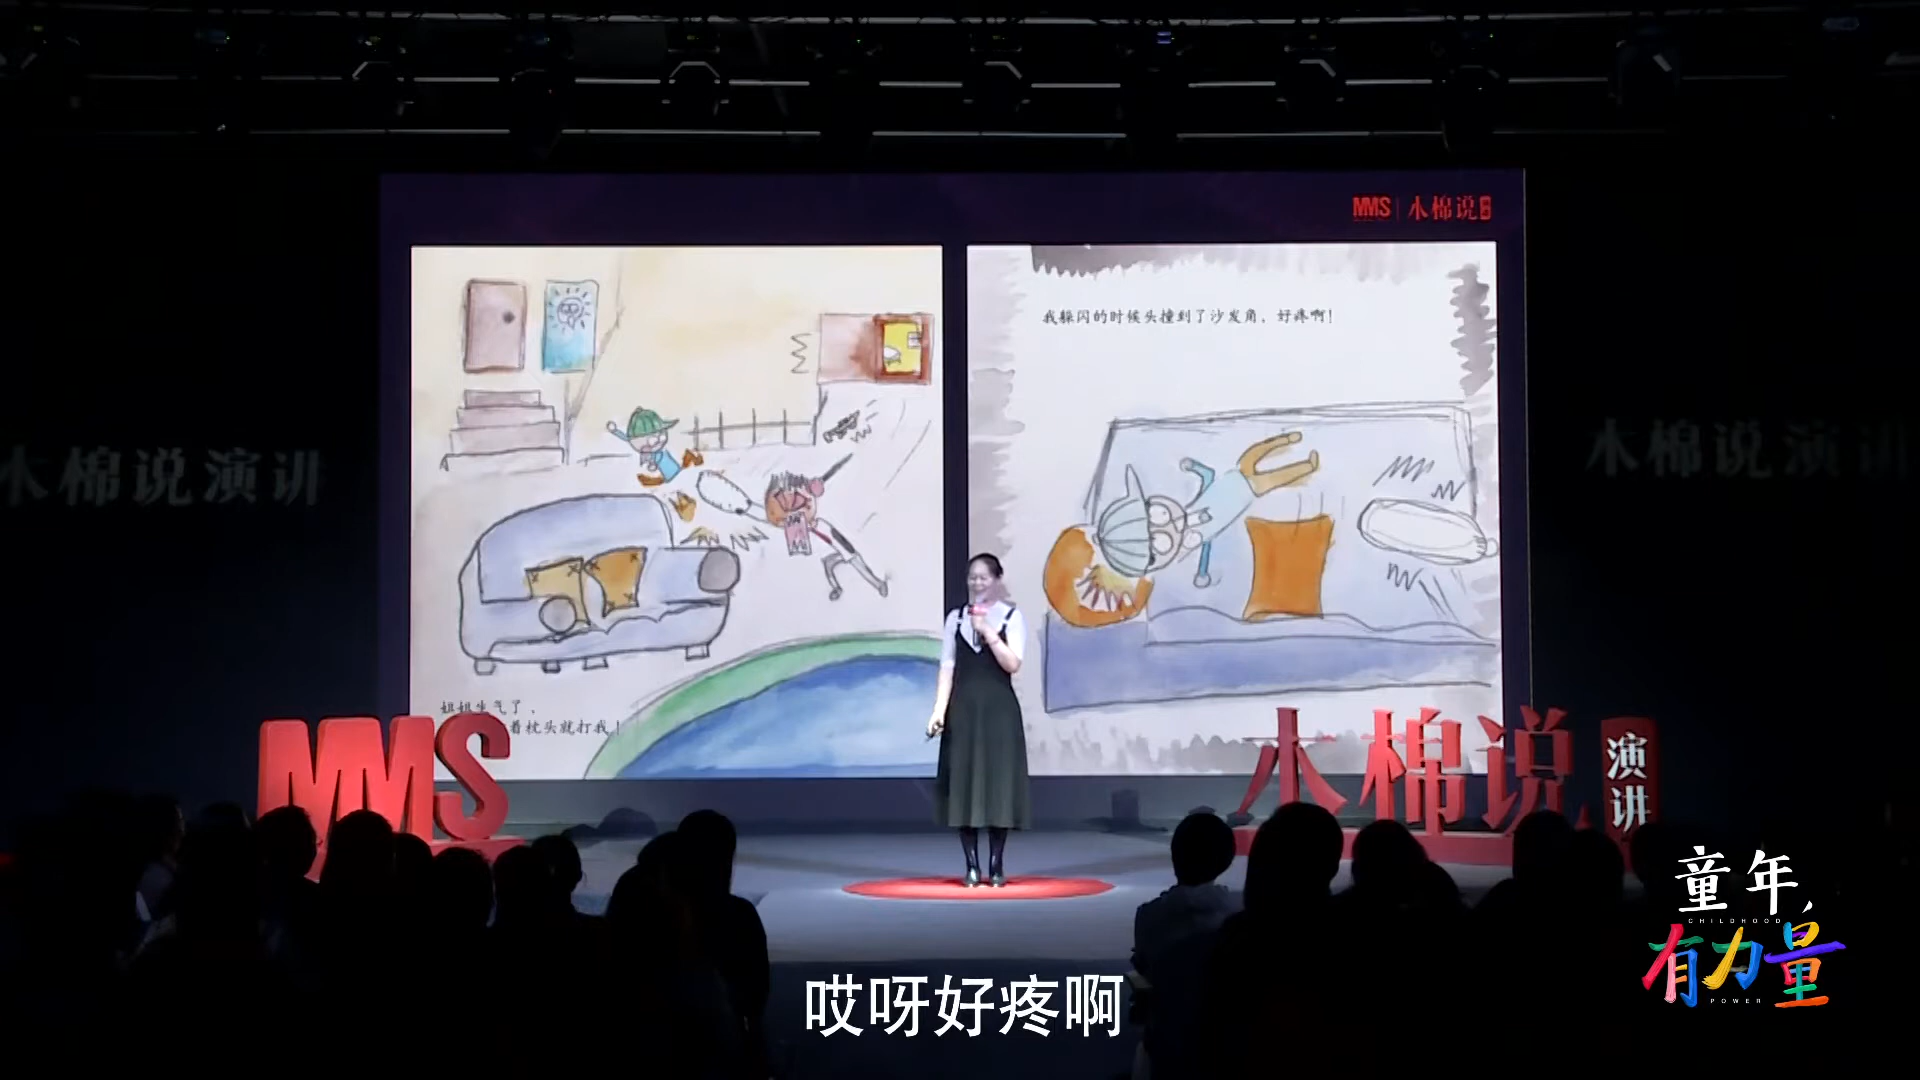 MMS 木棉说
我躲闪的时候头撞到了沙发角，好疼啊！
木棉说演讲
木棉说演讲
姐姐生气了，
着枕头就打我！
MMS
木棉说
演讲
童年，
CHILDHOOD
有力量
POWER
哎呀好疼啊